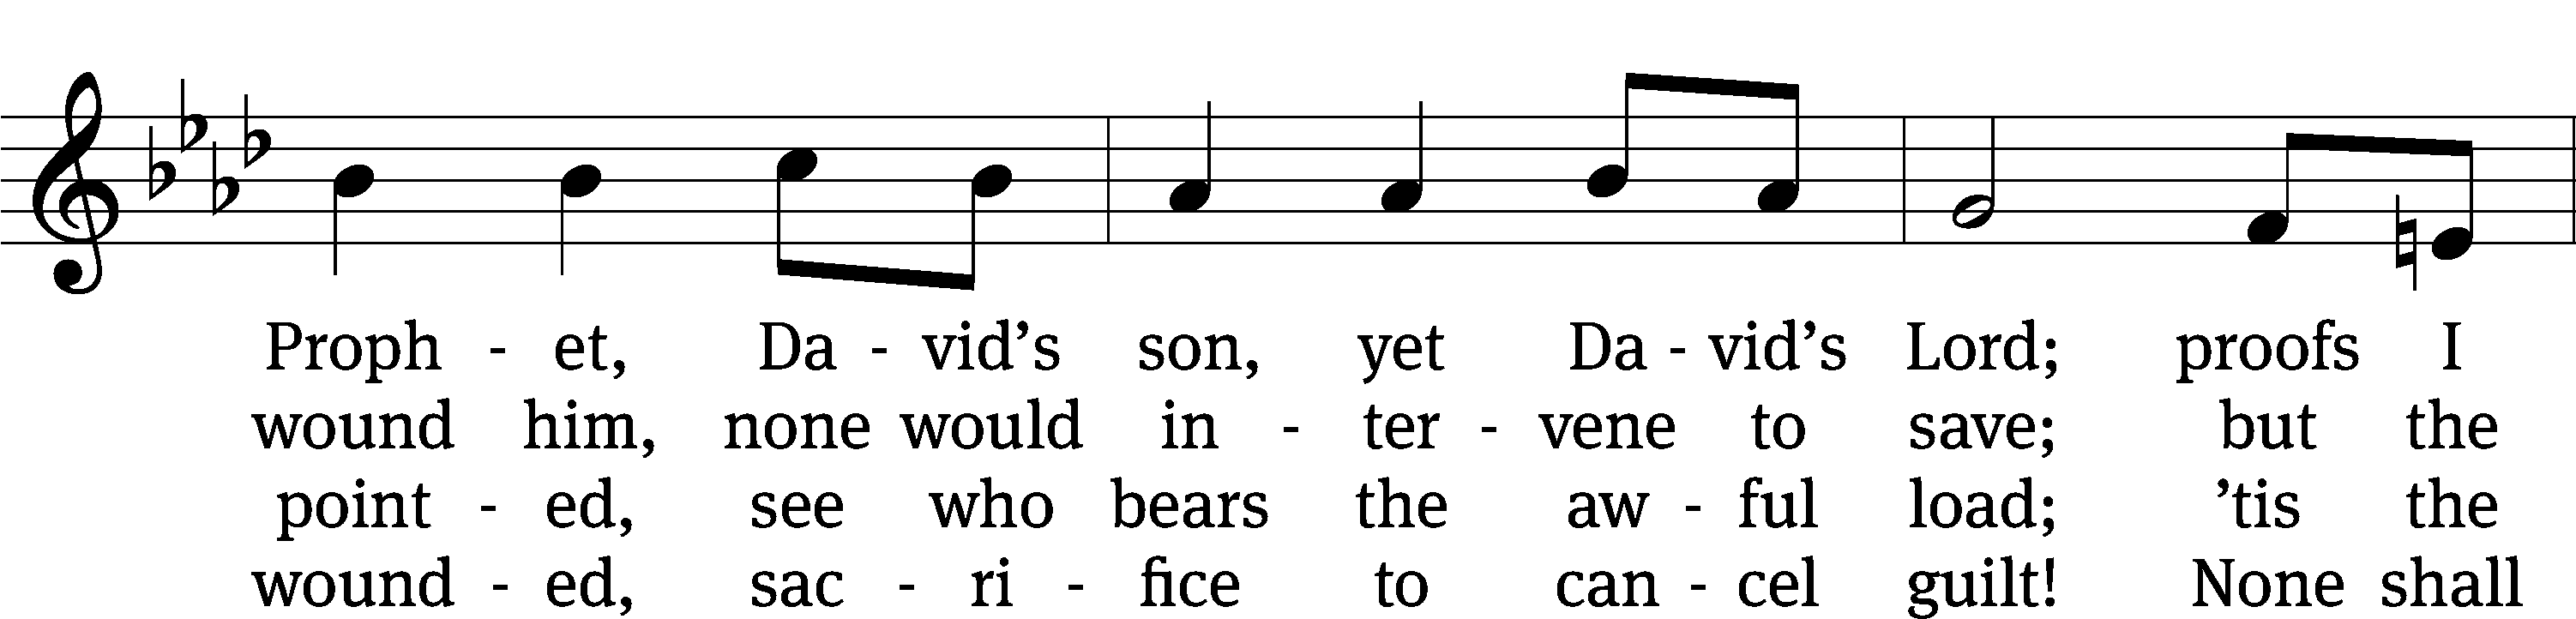 Proph - et, Da - vid’s son, yet Da - vid’s Lord; proofs I
wound him, none would in - ter - vene to save; but the
point - ed, see who bears the aw - ful load; ’tis the
wound - ed, sac - ri - fice to can - cel guilt! None shall